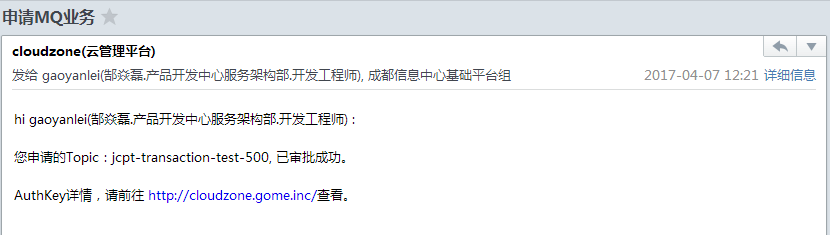 申请MQ业务
cloudzone(云管理平台)
发给 gaoyanlei(郜焱磊.产品开发中心服务架构部.开发工程师), 成都信息中心基础平台组 2017-04-07 12:21 详细信息
hi gaoyanlei(郜焱磊.产品开发中心服务架构部.开发工程师)：
您申请的Topic：jcpt-transaction-test-500, 已审批成功。
AuthKey详情，请前往 http://cloudzone.gome.inc/查看。